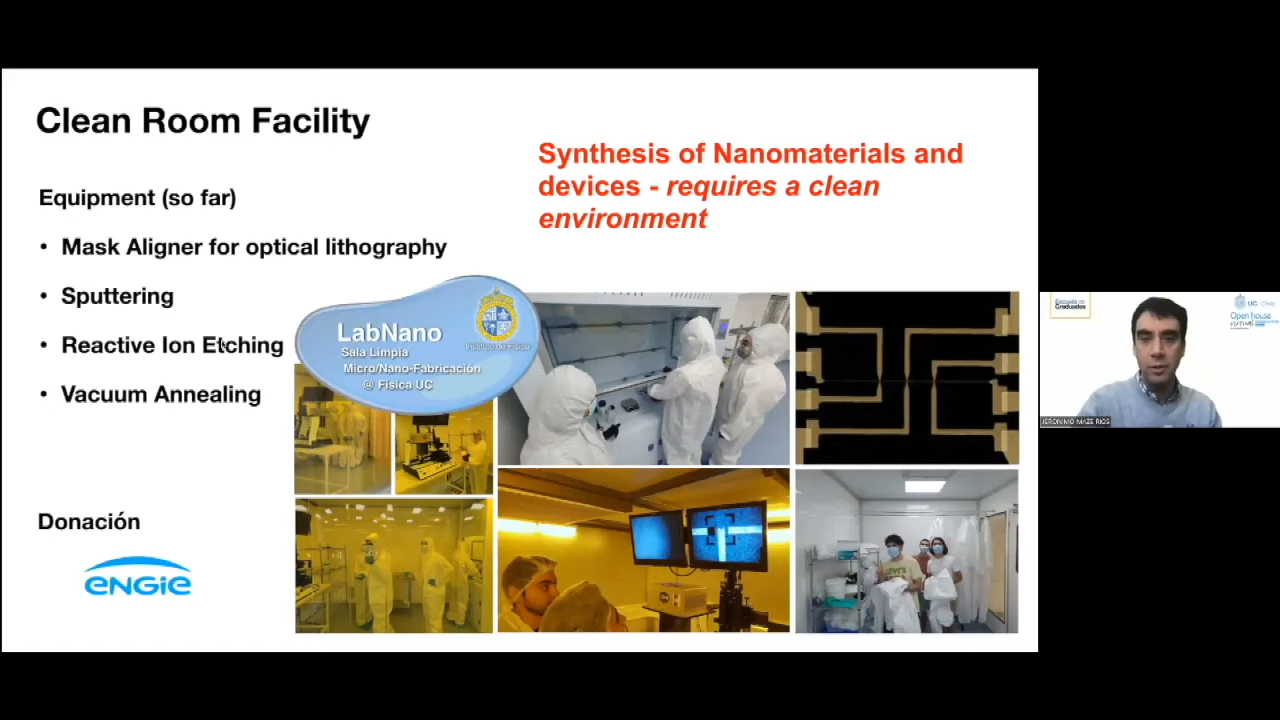 Clean Room Facility
Synthesis of Nanomaterials and
devices - requires a clean
environment
Equipment (so far)
• Mask Aligner for optical lithography
• Sputtering
• Reactive Ion Etching
• Vacuum Annealing
LabNano
Sala Limpia
Micro/Nano-Fabricación
@ Fisica UC
Instituto de Física
Donación
ENGIE
Graduados
UC Chile
Open house
JERONIMO MAZE RIOS